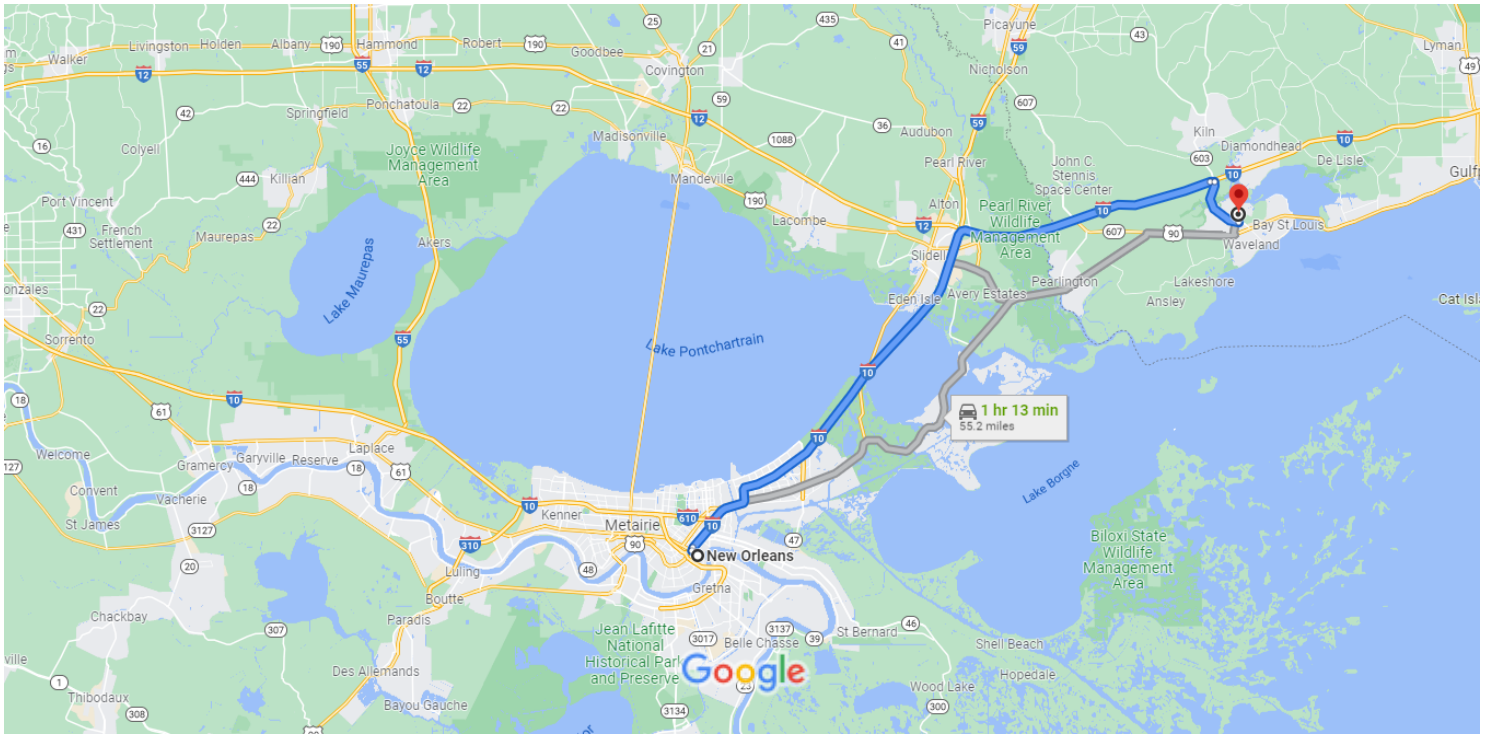 Picayune
25
435
43
Livingston
Holden
Albany
190
Hammond
Robert
190
Goodbee
21
41
59
Lyman
Walker
12
55
12
Covington
Nicholson
49
42
Springfield
Ponchatoula
22
22
59
12
607
16
Colyell
Madisonville
1088
36
Audubon
59
Kiln
10
Diamondhead
Joyce Wildlife
Management
Area
444
Killian
Mandeville
190
Pearl River
John C.
Stennis
Space Center
603
10
De Lisle
Port Vincent
Alton
Pearl River
Wildlife
Management
Area
10
431
French
Settlement
Maurepas
Akers
Lacombe
12
607
90
Bay St Louis
Waveland
Slidell
Lake Maurepas
Eden Isle
Avery Estates
Pearlington
Lakeshore
Ansley
22
Sorrento
55
Lake Pontchartrain
10
18
61
10
1 hr 13 min
55.2 miles
10
Welcome
Gramercy
Garyville
Reserve
Laplace
18
61
127
18
Convent
Vacherie
Lake Borgne
St James
3127
10
Kenner
Metairie
610
10
310
90
New Orleans
47
Biloxi State
Wildlife
Management
Area
20
Luling
48
Gretna
Boutte
Chackbay
307
Paradis
Jean Lafitte
National
Historical Park
and Preserve
3017
Belle Chasse
3137
39
St Bernard
46
Shell Beach
Des Allemands
Google
23
Hopedale
Wood Lake
1
Thibodaux
308
Bayou Gauche
3134
300